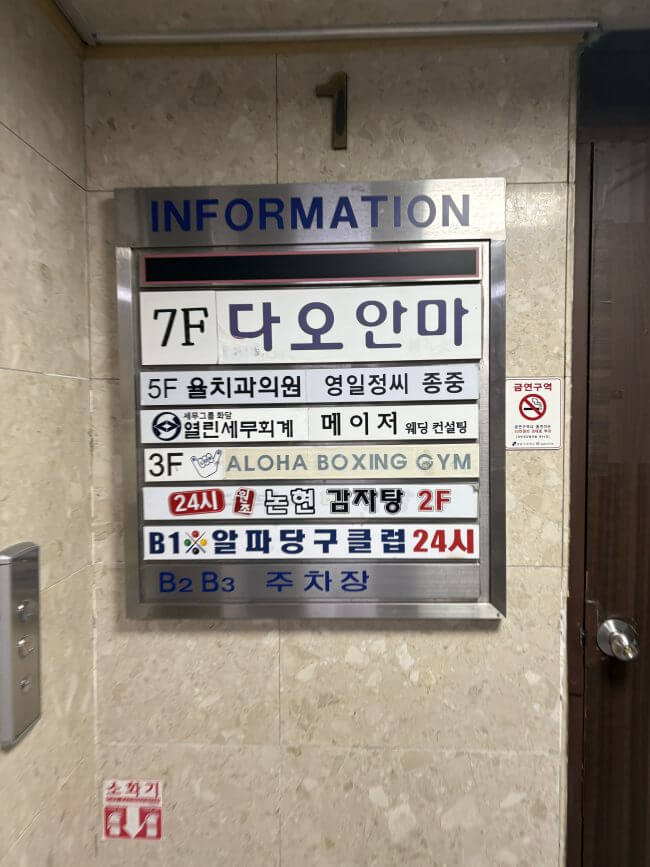 1
INFORMATION
7F 다오안마
5F 율치과의원 영일정씨 종중
세무그룹 화담
열린세무회계 메이저 웨딩 컨설팅
3F ALOHA BOXING GYM
24시 원조 논현 감자탕 2F
B1 알파당구클럽 24시
B2 B3 주차장
금연구역
소화기